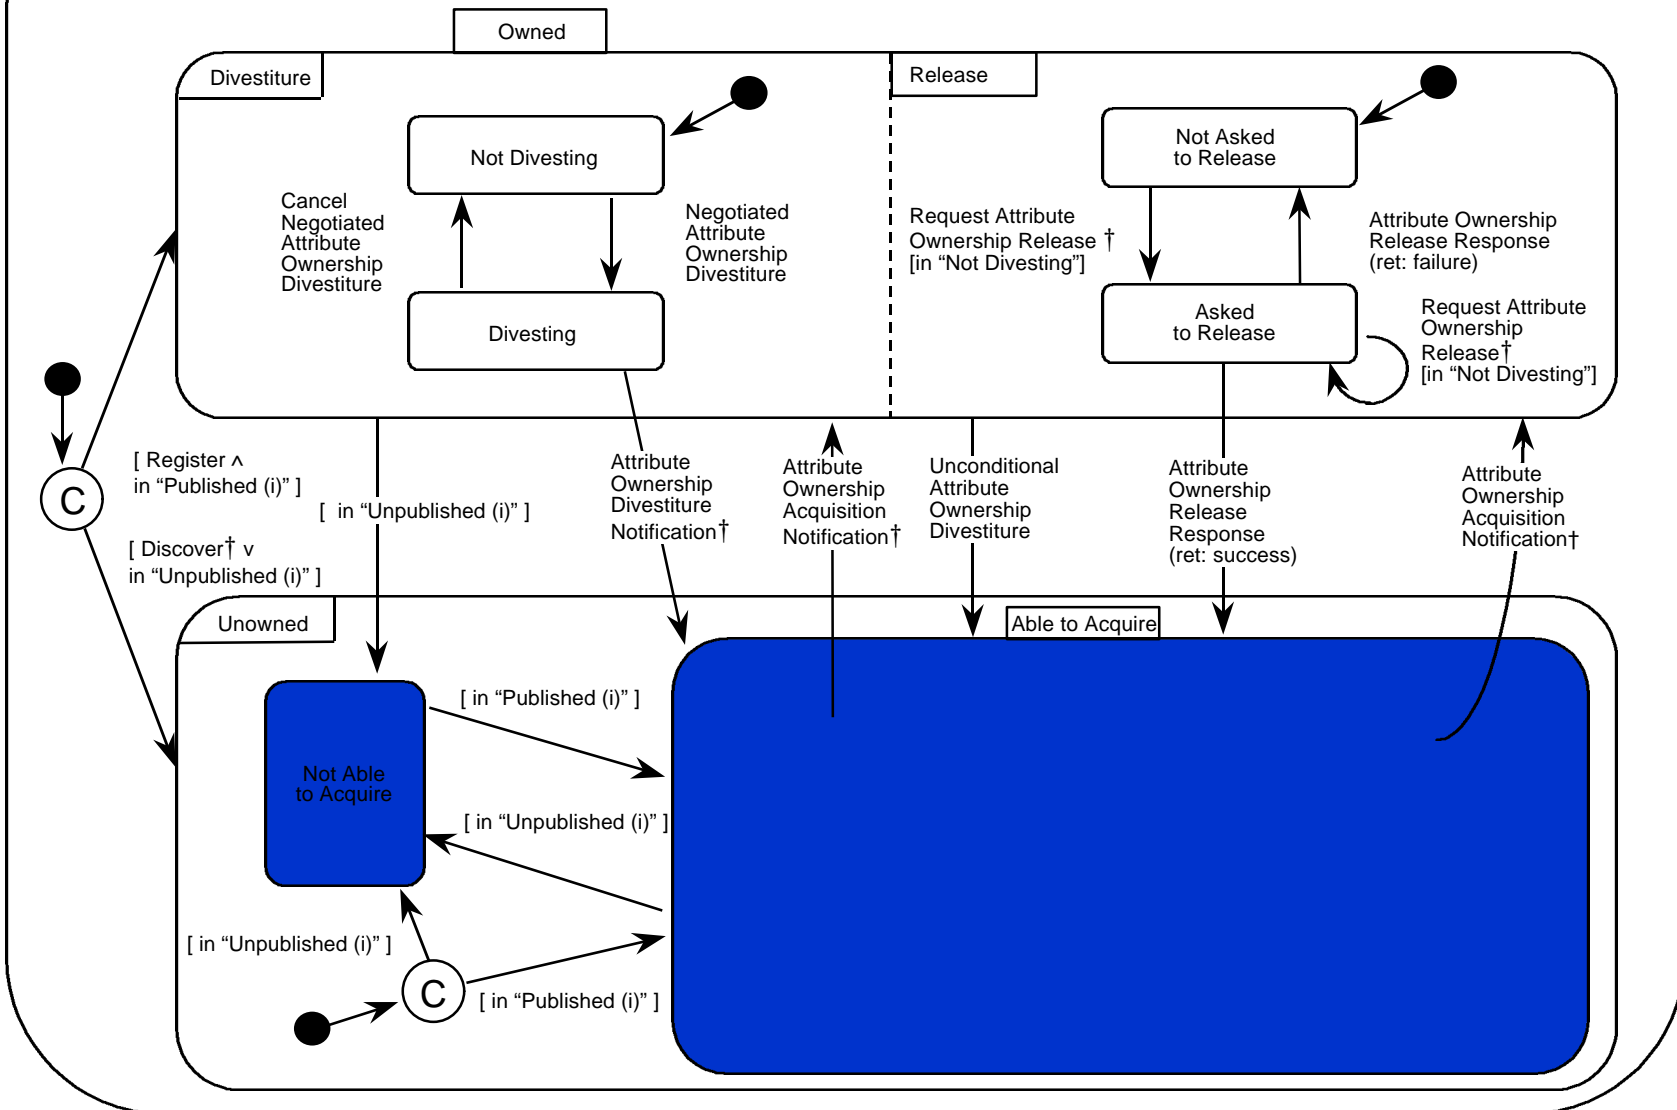 Owned
Divestiture
Release
Not Divesting
Not Asked
to Release
Cancel
Negotiated
Attribute
Ownership
Divestiture
Negotiated
Attribute
Ownership
Divestiture
Request Attribute
Ownership Release †
[in “Not Divesting”]
Attribute Ownership
Release Response
(ret: failure)
Divesting
Asked
to Release
Request Attribute
Ownership
Release†
[in “Not Divesting”]
C
[ Register ^
in “Published (i)” ]
[ Discover† v
in “Unpublished (i)” ]
[ in “Unpublished (i)” ]
Attribute
Ownership
Divestiture
Notification†
Attribute
Ownership
Acquisition
Notification†
Unconditional
Attribute
Ownership
Divestiture
Attribute
Ownership
Release
Response
(ret: success)
Attribute
Ownership
Acquisition
Notification†
Unowned
Able to Acquire
[ in “Published (i)” ]
Not Able
to Acquire
[ in “Unpublished (i)” ]
[ in “Unpublished (i)” ]
C
[ in “Published (i)” ]